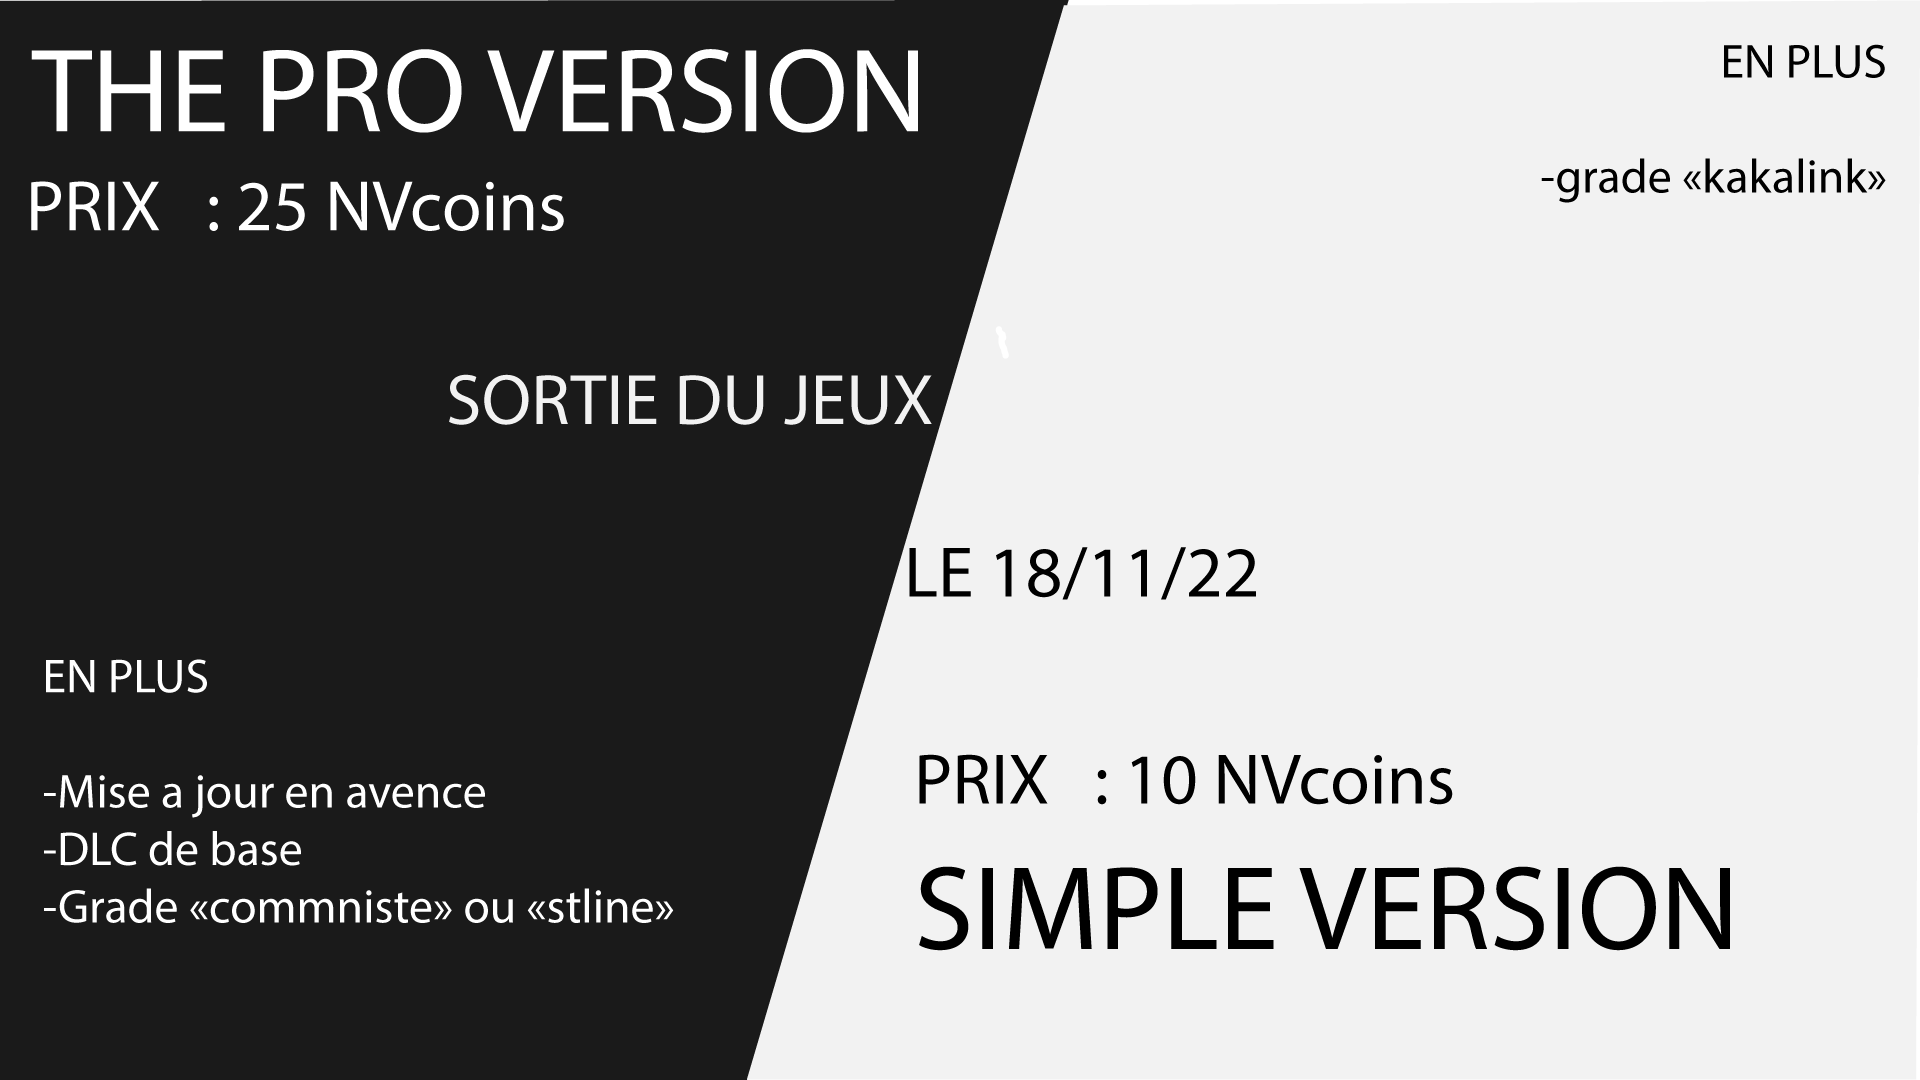 THE PRO VERSION
PRIX : 25 NVcoins
SORTIE DU JEUX
EN PLUS
-Mise a jour en avence
-DLC de base
-Grade «commniste» ou «stline»
EN PLUS
-grade «kakalink»
LE 18/11/22
PRIX : 10 NVcoins
SIMPLE VERSION